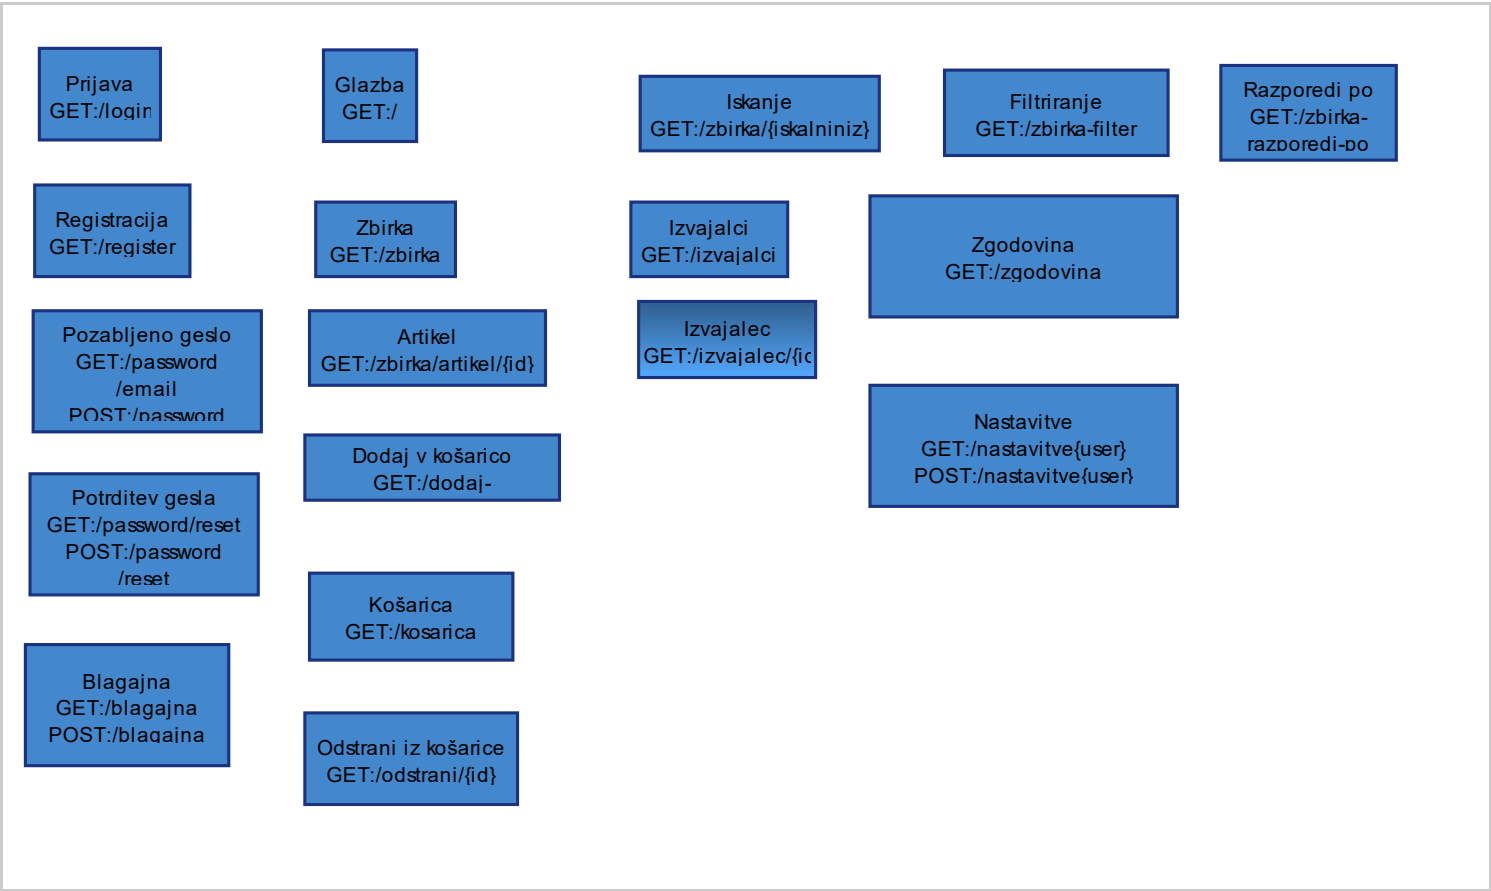 Prijava
GET:/login
Glazba
GET:/
Iskanje
GET:/zbirka/{iskalniniz}
Filtriranje
GET:/zbirka-filter
Razporedi po
GET:/zbirka-
razporedi-po
Registracija
GET:/register
Zbirka
GET:/zbirka
Izvajalci
GET:/izvajalci
Zgodovina
GET:/zgodovina
Pozabljeno geslo
GET:/password
/email
POST:/password
Artikel
GET:/zbirka/artikel/{id}
Izvajalec
GET:/izvajalec/{ic
Nastavitve
GET:/nastavitve{user}
POST:/nastavitve{user}
Dodaj v košarico
GET:/dodaj-
Potrditev gesla
GET:/password/reset
POST:/password
/reset
Košarica
GET:/kosarica
Blagajna
GET:/blagajna
POST:/blagajna
Odstrani iz košarice
GET:/odstrani/{id}